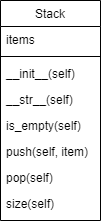 Stack
items
__init__(self)
__str__(self)
is_empty(self)
push(self, item)
pop(self)
size(self)